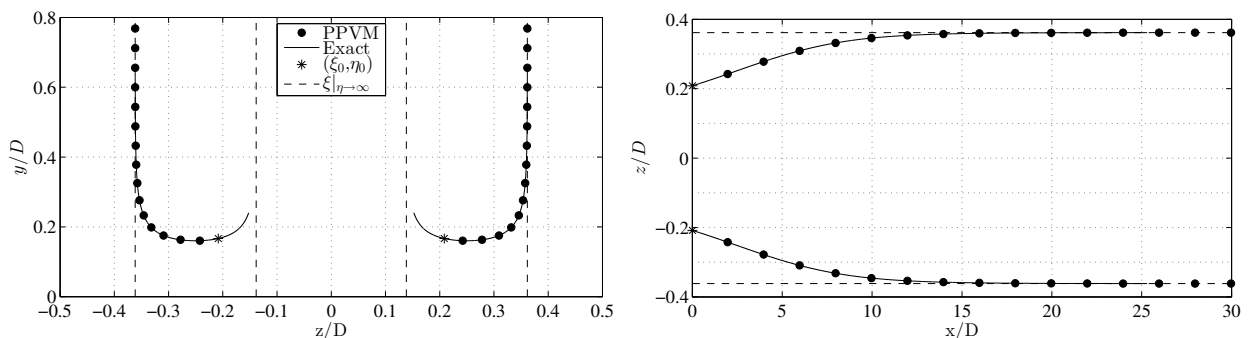 0.8
0.6
0.4
0.2
0
y/D
PPVM
Exact
(ξ₀,η₀)
ξ|η→∞
−0.5 −0.4 −0.3 −0.2 −0.1 0 0.1 0.2 0.3 0.4 0.5
z/D
0.4
0.2
0
−0.2
−0.4
z/D
0 5 10 15 20 25 30
x/D